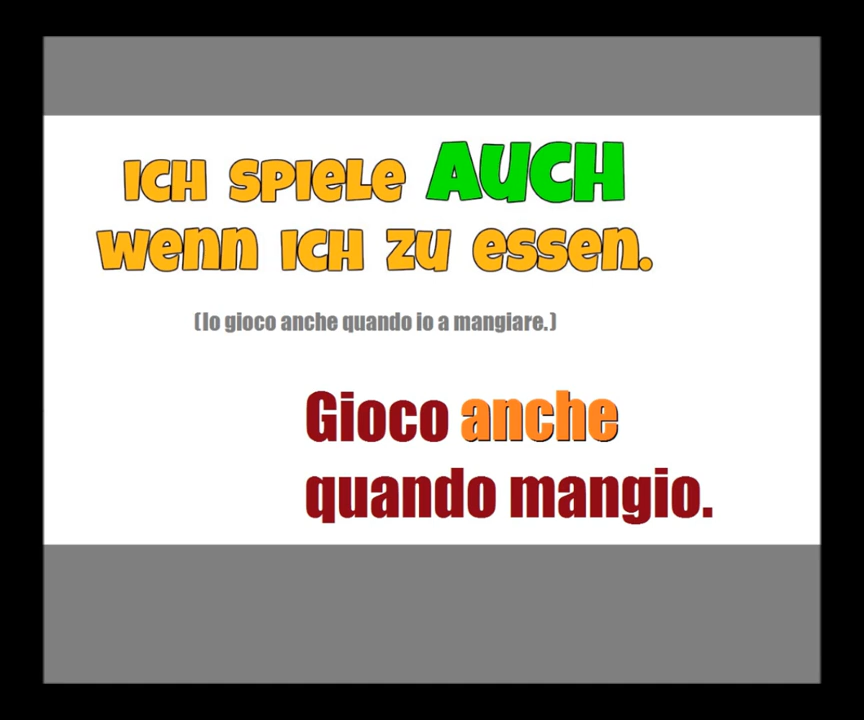 ICH SPIELE AUCH
WENN ICH ZU ESSEN.
(Io gioco anche quando io a mangiare.)
Gioco anche
quando mangio.